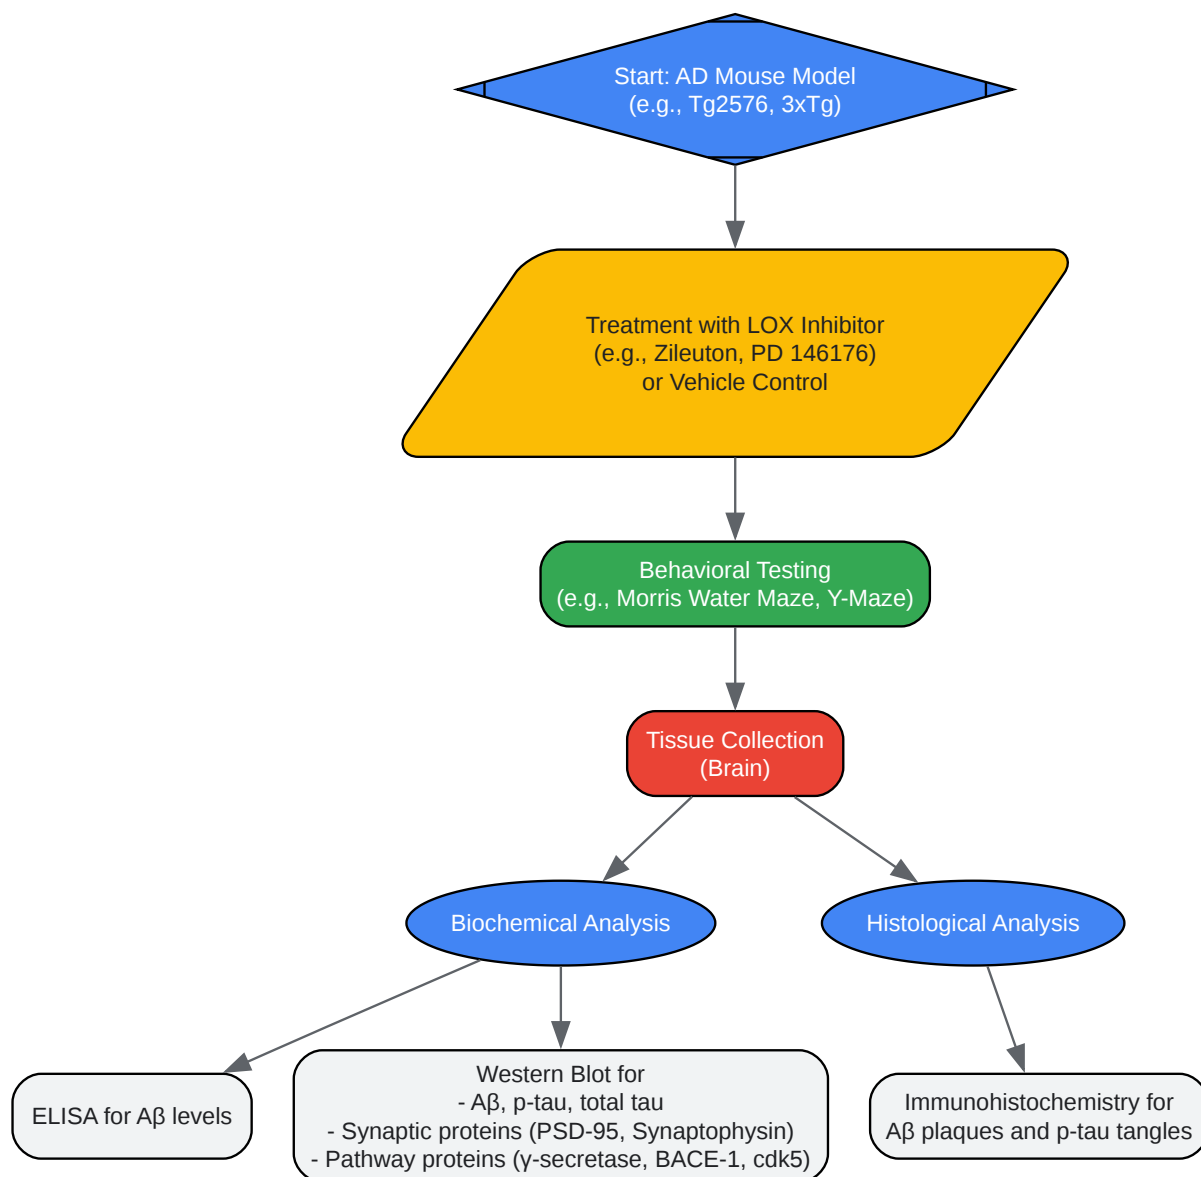 Start: AD Mouse Model
(e.g., Tg2576, 3xTg)
Treatment with LOX Inhibitor
(e.g., Zileuton, PD 146176)
or Vehicle Control
Behavioral Testing
(e.g., Morris Water Maze, Y-Maze)
Tissue Collection
(Brain)
Biochemical Analysis
Histological Analysis
ELISA for Aβ levels
Western Blot for
- Aβ, p-tau, total tau
- Synaptic proteins (PSD-95, Synaptophysin)
- Pathway proteins (γ-secretase, BACE-1, cdk5)
Immunohistochemistry for
Aβ plaques and p-tau tangles